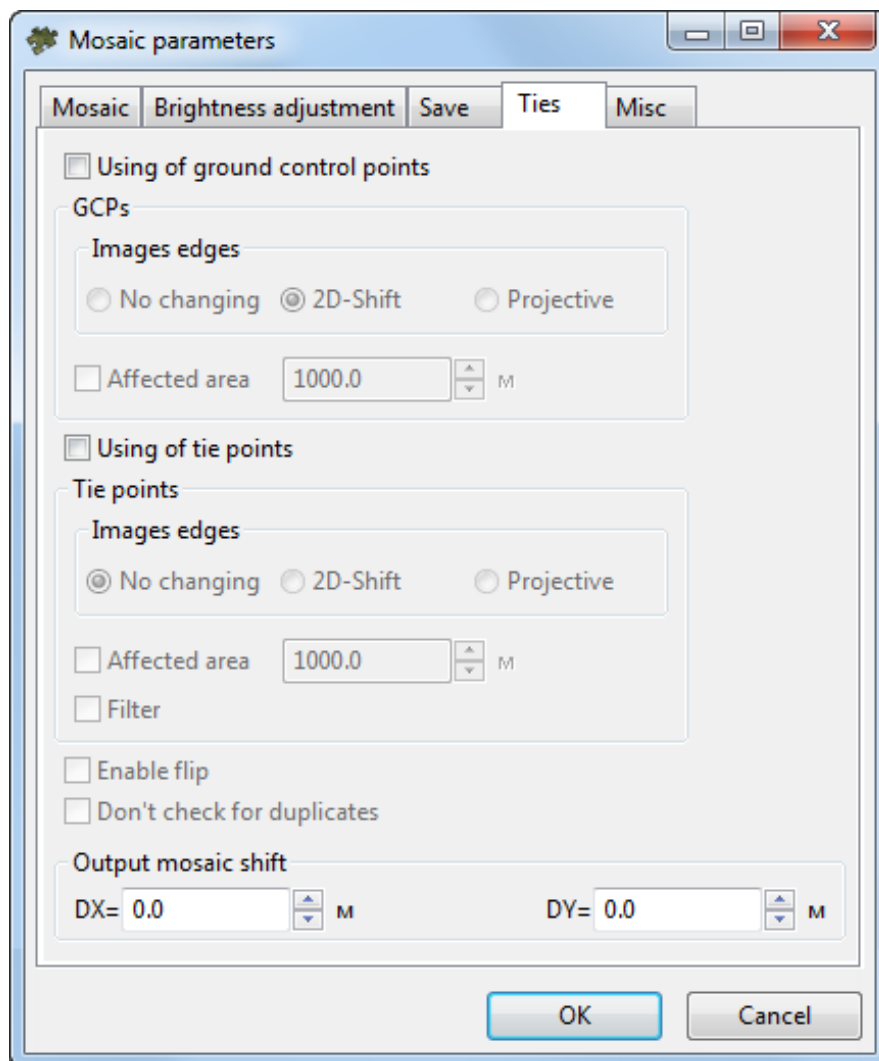 Mosaic parameters
Mosaic Brightness adjustment Save Ties Misc
Using of ground control points
GCPs
Images edges
No changing 2D-Shift Projective
Affected area 1000.0 м
Using of tie points
Tie points
Images edges
No changing 2D-Shift Projective
Affected area 1000.0 м
Filter
Enable flip
Don't check for duplicates
Output mosaic shift
DX= 0.0 м DY= 0.0 м
OK Cancel